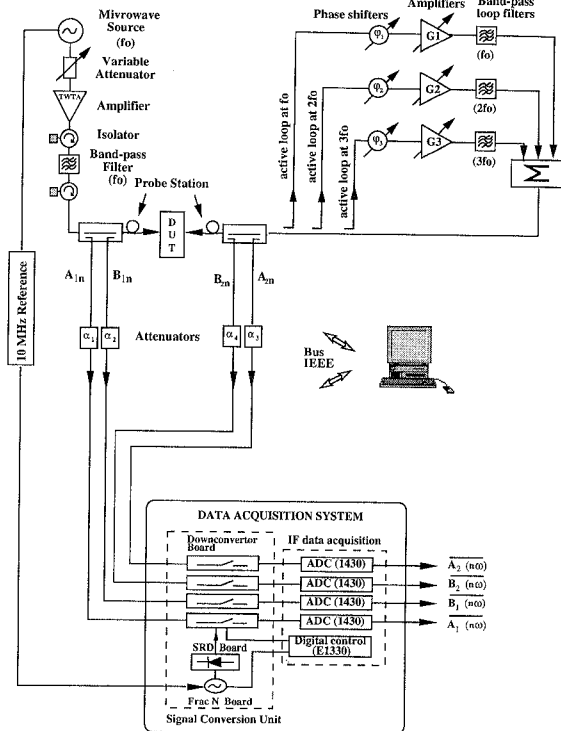 Mivrowave
Source (fo)
Variable
Attenuator
TWTA
Amplifier
Isolator
Band-pass
Filter
(fo)
Probe Station
D
U
T
A1n
B1n
B2n
A2n
α1
α2
Attenuators
α4
α3
10 MHz Reference
Phase shifters
Amplifiers
Band-pass
loop filters
φ1
G1
(fo)
φ2
G2
(2fo)
φ3
G3
(3fo)
Σ
active loop at fo
active loop at 2fo
active loop at 3fo
Bus
IEEE
DATA ACQUISITION SYSTEM
Downconvertor
Board
IF data acquisition
ADC (1430)
A2 (nω)
ADC (1430)
B2 (nω)
ADC (1430)
B1 (nω)
ADC (1430)
A1 (nω)
Digital control
(E1330)
SRD Board
Frac N Board
Signal Conversion Unit